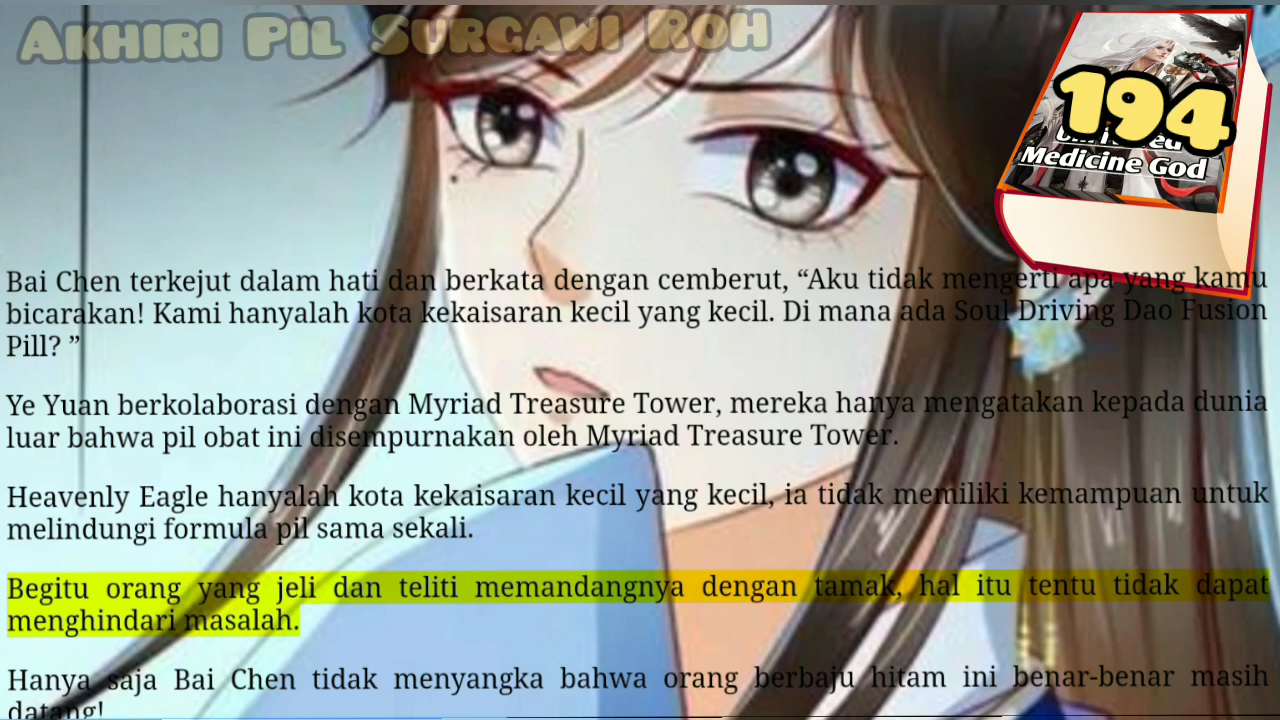 Akhiri Pil Surgawi Roh
194
Medicine God
Bai Chen terkejut dalam hati dan berkata dengan cemberut, “Aku tidak mengerti apa yang kamu
bicarakan! Kami hanyalah kota kekaisaran kecil yang kecil. Di mana ada Soul Driving Dao Fusion
Pill? ”
Ye Yuan berkolaborasi dengan Myriad Treasure Tower, mereka hanya mengatakan kepada dunia
luar bahwa pil obat ini disempurnakan oleh Myriad Treasure Tower.
Heavenly Eagle hanyalah kota kekaisaran kecil yang kecil, ia tidak memiliki kemampuan untuk
melindungi formula pil sama sekali.
Begitu orang yang jeli dan teliti memandangnya dengan tamak, hal itu tentu tidak dapat
menghindari masalah.
Hanya saja Bai Chen tidak menyangka bahwa orang berbaju hitam ini benar-benar masih
datang!